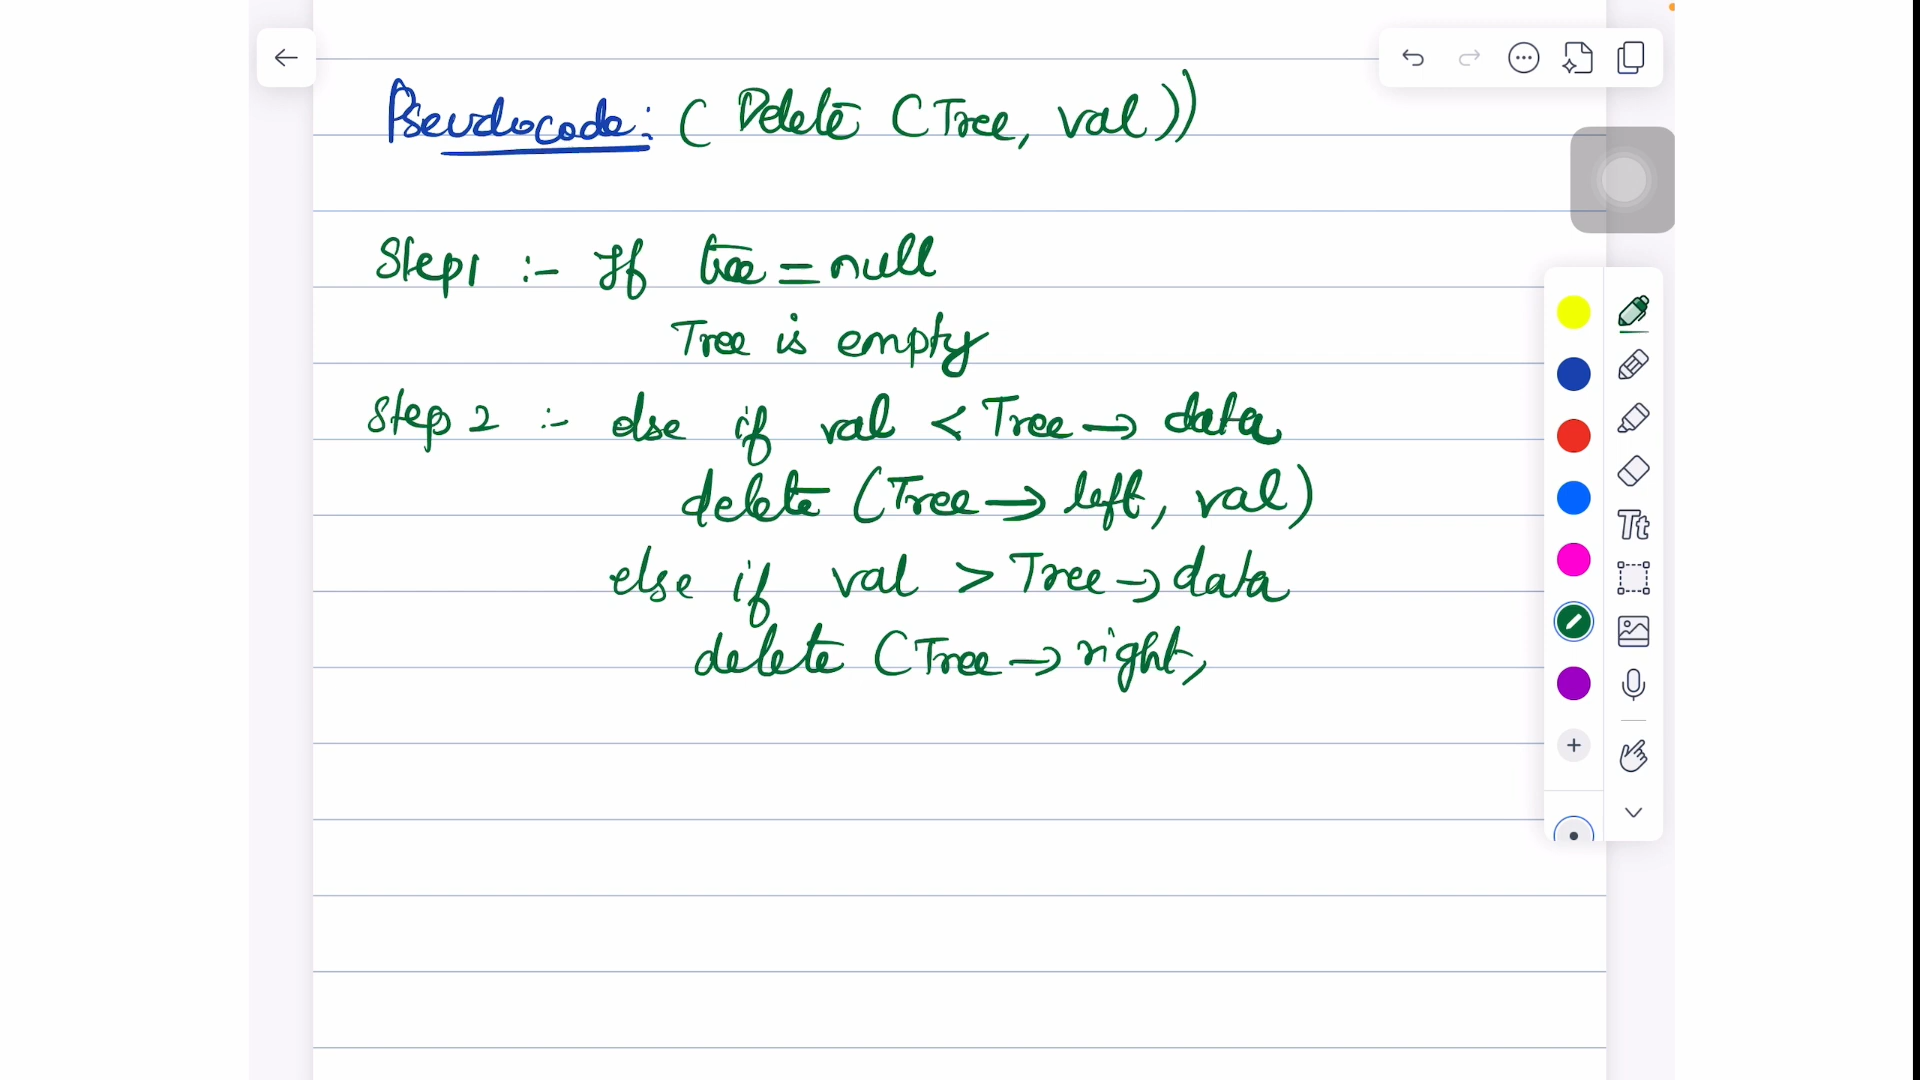 Pseudocode: ( Delete (Tree, val))
Step1 :- If tree = null
Tree is empty
Step 2 :- else if val < Tree → data
delete (Tree → left, val)
else if val > Tree → data
delete (Tree → right,
Tt